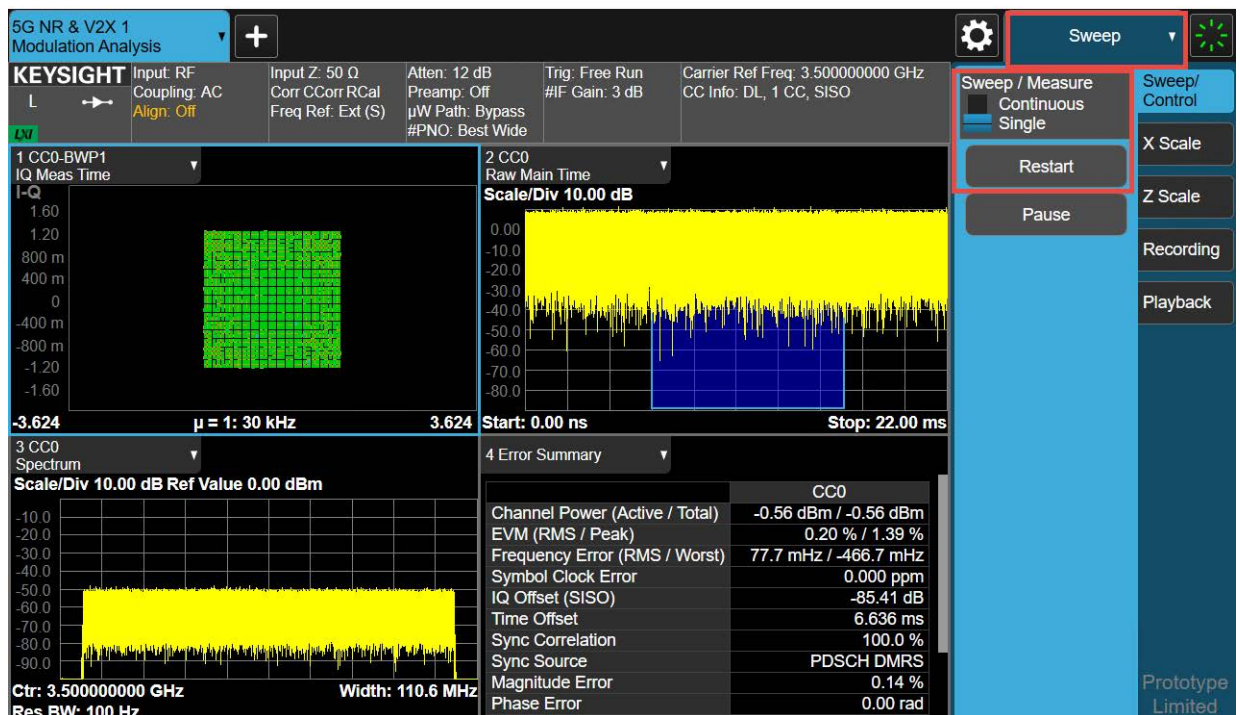 5G NR & V2X 1
Modulation Analysis
+
Sweep
KEYSIGHT
L
LXI
Input: RF
Coupling: AC
Align: Off
Input Z: 50 Ω
Corr CCorr RCal
Freq Ref: Ext (S)
Atten: 12 dB
Preamp: Off
µW Path: Bypass
#PNO: Best Wide
Trig: Free Run
#IF Gain: 3 dB
Carrier Ref Freq: 3.500000000 GHz
CC Info: DL, 1 CC, SISO
Sweep / Measure
Continuous
Single
Restart
Pause
Sweep/
Control
X Scale
Z Scale
Recording
Playback
Prototype
Limited
1 CC0-BWP1
IQ Meas Time
I-Q
1.60
1.20
800 m
400 m
0
-400 m
-800 m
-1.20
-1.60
-3.624 µ = 1: 30 kHz 3.624
2 CC0
Raw Main Time
Scale/Div 10.00 dB
0.00
-10.0
-20.0
-30.0
-40.0
-50.0
-60.0
-70.0
-80.0
Start: 0.00 ns Stop: 22.00 ms
3 CC0
Spectrum
Scale/Div 10.00 dB Ref Value 0.00 dBm
-10.0
-20.0
-30.0
-40.0
-50.0
-60.0
-70.0
-80.0
-90.0
Ctr: 3.500000000 GHz Width: 110.6 MHz
Res BW: 100 Hz
4 Error Summary
CC0
Channel Power (Active / Total) -0.56 dBm / -0.56 dBm
EVM (RMS / Peak) 0.20 % / 1.39 %
Frequency Error (RMS / Worst) 77.7 mHz / -466.7 mHz
Symbol Clock Error 0.000 ppm
IQ Offset (SISO) -85.41 dB
Time Offset 6.636 ms
Sync Correlation 100.0 %
Sync Source PDSCH DMRS
Magnitude Error 0.14 %
Phase Error 0.00 rad